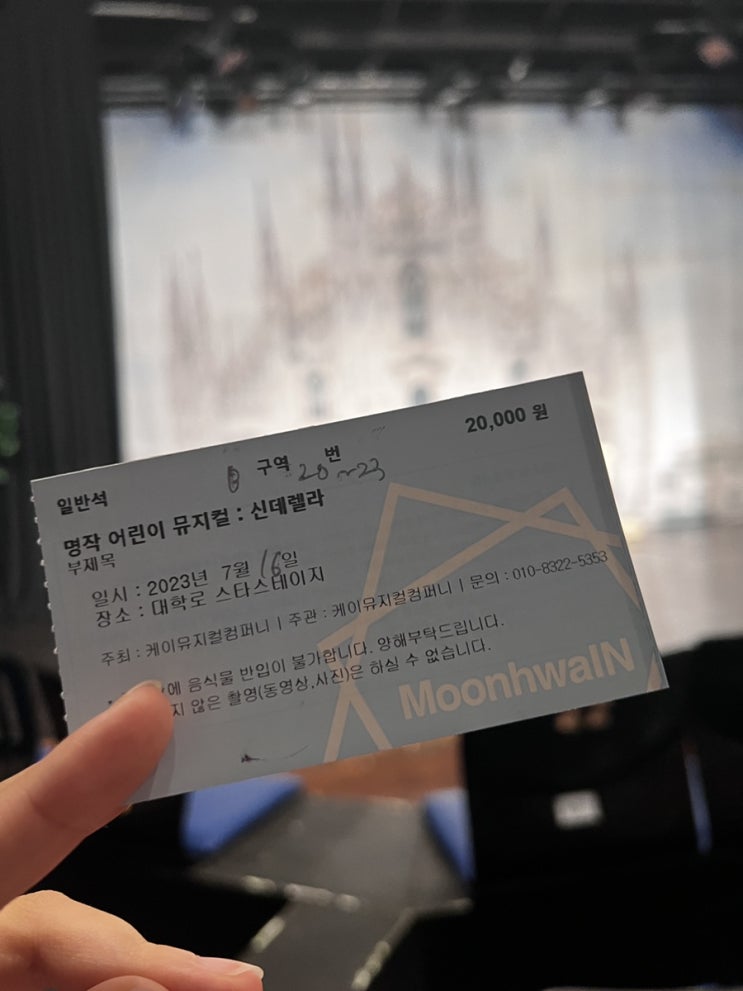 20,000 원
구역 번
20~23
일반석
명작 어린이 뮤지컬 : 신데렐라
부제목
일시 : 2023년 7월 16일
장소 : 대학로 스타스테이지
주최 : 케이뮤지컬컴퍼니 | 주관 : 케이뮤지컬컴퍼니 | 문의 : 010-8322-5353
에 음식물 반입이 불가합니다. 양해부탁드립니다.
지 않은 촬영(동영상,사진)은 하실 수 없습니다.
MoonhwaIN